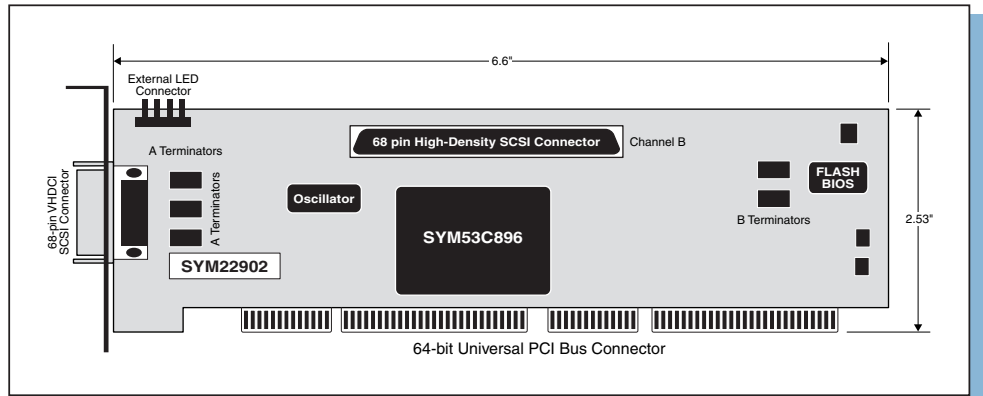 6.6"
External LED
Connector
A Terminators
68 pin High-Density SCSI Connector
Channel B
68-pin VHDCI
SCSI Connector
A Terminators
Oscillator
FLASH
BIOS
B Terminators
2.53"
SYM53C896
SYM22902
64-bit Universal PCI Bus Connector